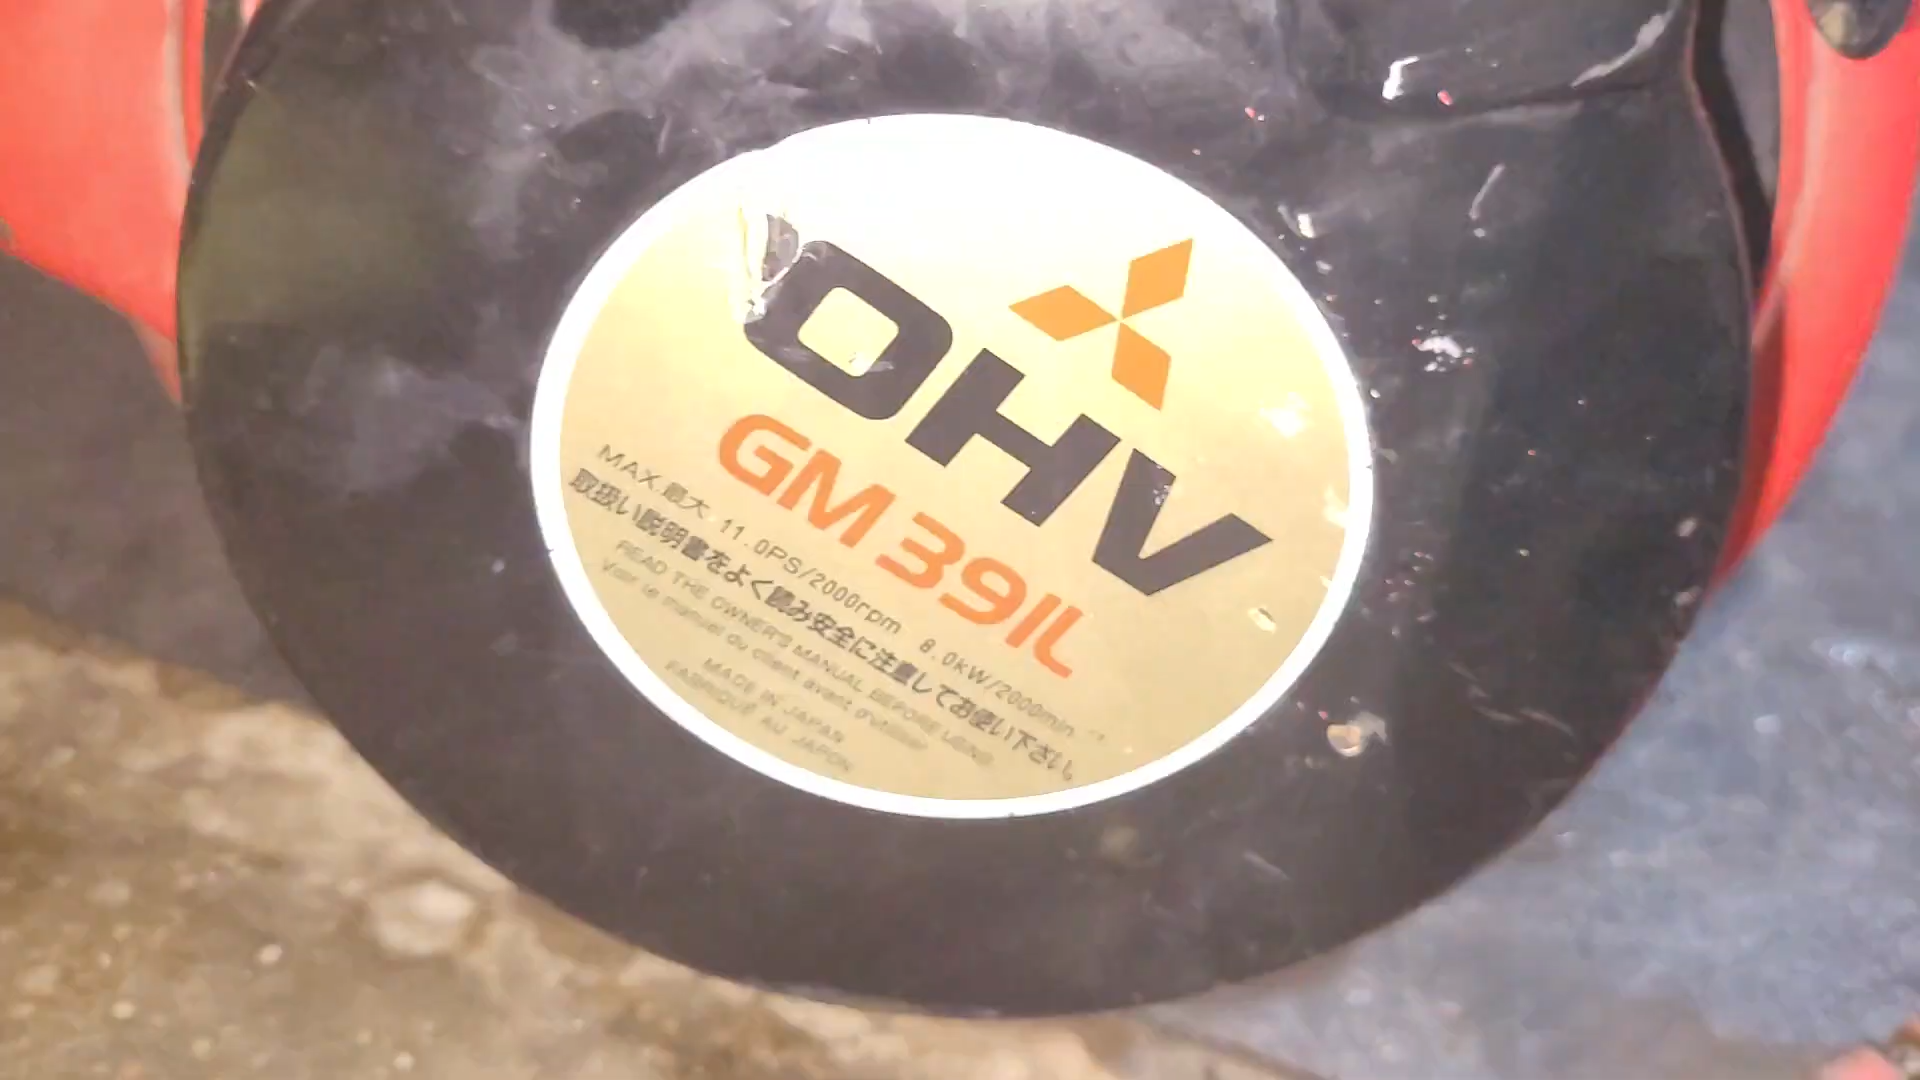 OHV
GM391L
MAX.最大 11.0PS/2000rpm 8.0kW/2000min⁻¹
取扱い説明書をよく読み安全に注意してお使い下さい。
READ THE OWNER'S MANUAL BEFORE USING
Voir le manuel du client avant d'utiliser
MADE IN JAPAN
FABRIQUÉ AU JAPON